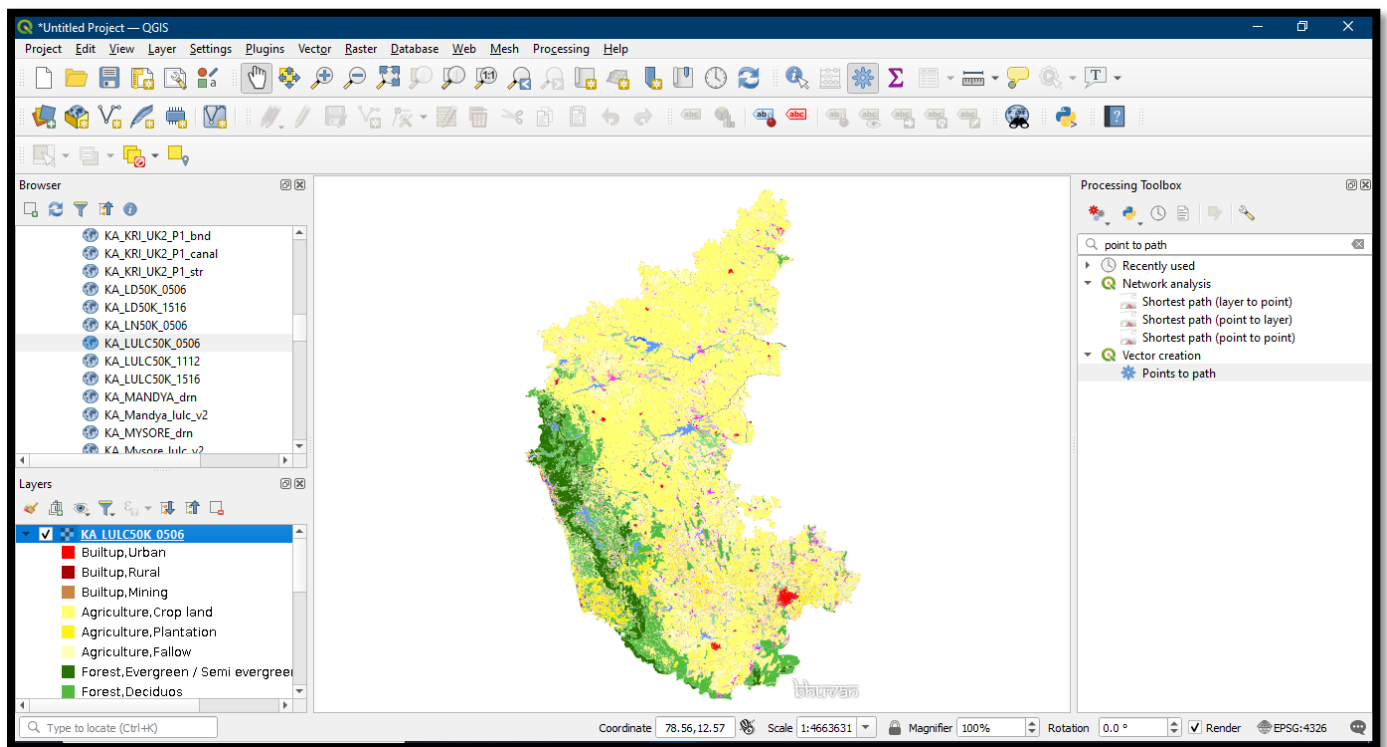 *Untitled Project — QGIS
Project Edit View Layer Settings Plugins Vector Raster Database Web Mesh Processing Help
Browser
KA_KRI_UK2_P1_bnd
KA_KRI_UK2_P1_canal
KA_KRI_UK2_P1_str
KA_LD50K_0506
KA_LD50K_1516
KA_LN50K_0506
KA_LULC50K_0506
KA_LULC50K_1112
KA_LULC50K_1516
KA_MANDYA_drn
KA_Mandya_lulc_v2
KA_MYSORE_drn
KA_Mysore_lulc_v2
Layers
KA_LULC50K_0506
Builtup,Urban
Builtup,Rural
Builtup,Mining
Agriculture,Crop land
Agriculture,Plantation
Agriculture,Fallow
Forest,Evergreen / Semi evergreen
Forest,Deciduos
bhuvan
Processing Toolbox
point to path
Recently used
Network analysis
Shortest path (layer to point)
Shortest path (point to layer)
Shortest path (point to point)
Vector creation
Points to path
Type to locate (Ctrl+K)
Coordinate 78.56,12.57 Scale 1:4663631 Magnifier 100% Rotation 0.0 ° Render EPSG:4326